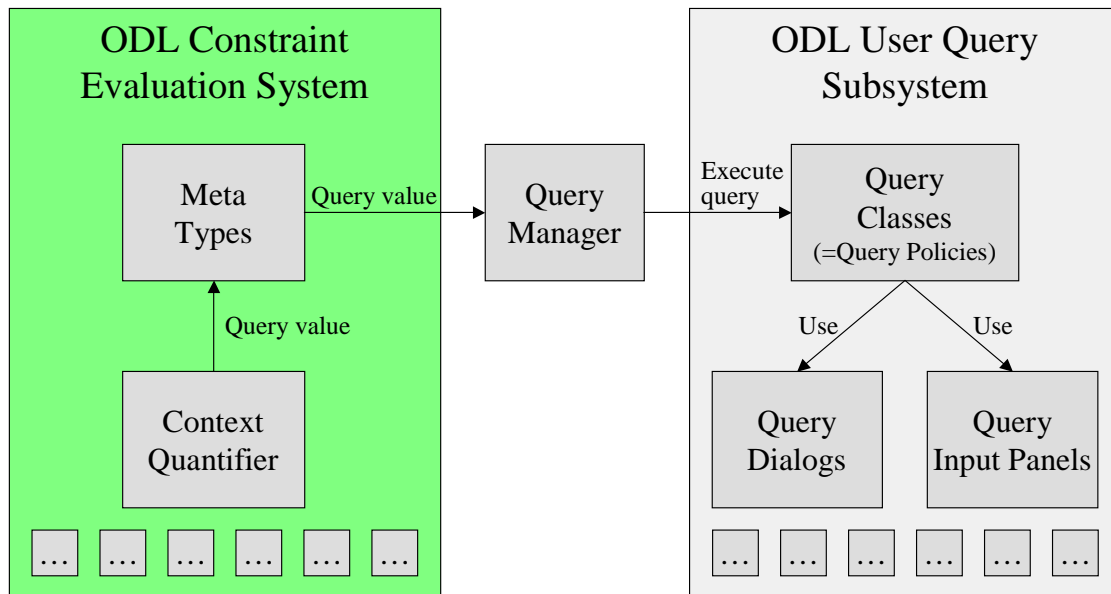 ODL Constraint
Evaluation System
Meta
Types
Query value
Query value
Context
Quantifier
… … … … … …
Query
Manager
ODL User Query
Subsystem
Execute
query
Query
Classes
(=Query Policies)
Use
Use
Query
Dialogs
Query
Input Panels
… … … … … …